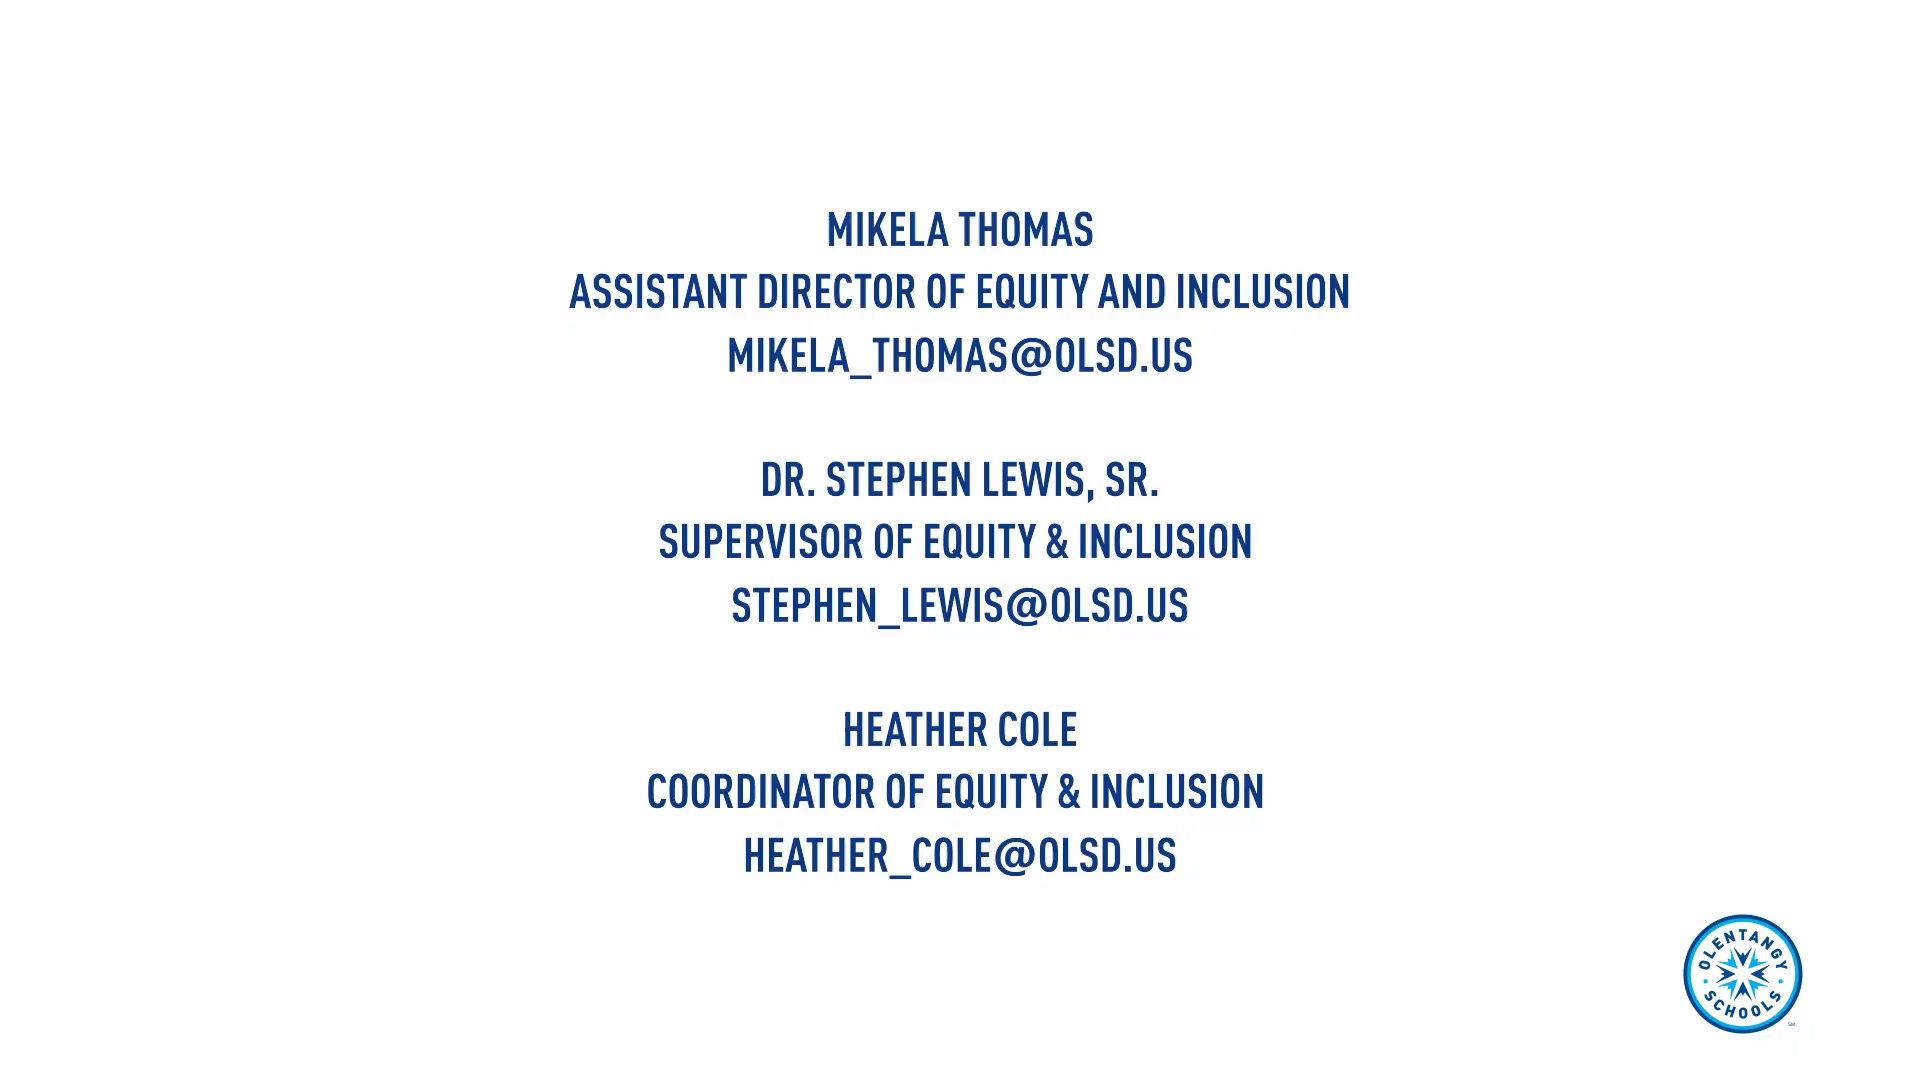 MIKELA THOMAS
ASSISTANT DIRECTOR OF EQUITY AND INCLUSION
MIKELA_THOMAS@OLSD.US
DR. STEPHEN LEWIS, SR.
SUPERVISOR OF EQUITY & INCLUSION
STEPHEN_LEWIS@OLSD.US
HEATHER COLE
COORDINATOR OF EQUITY & INCLUSION
HEATHER_COLE@OLSD.US
OLENTANGY
SCHOOLS
SM